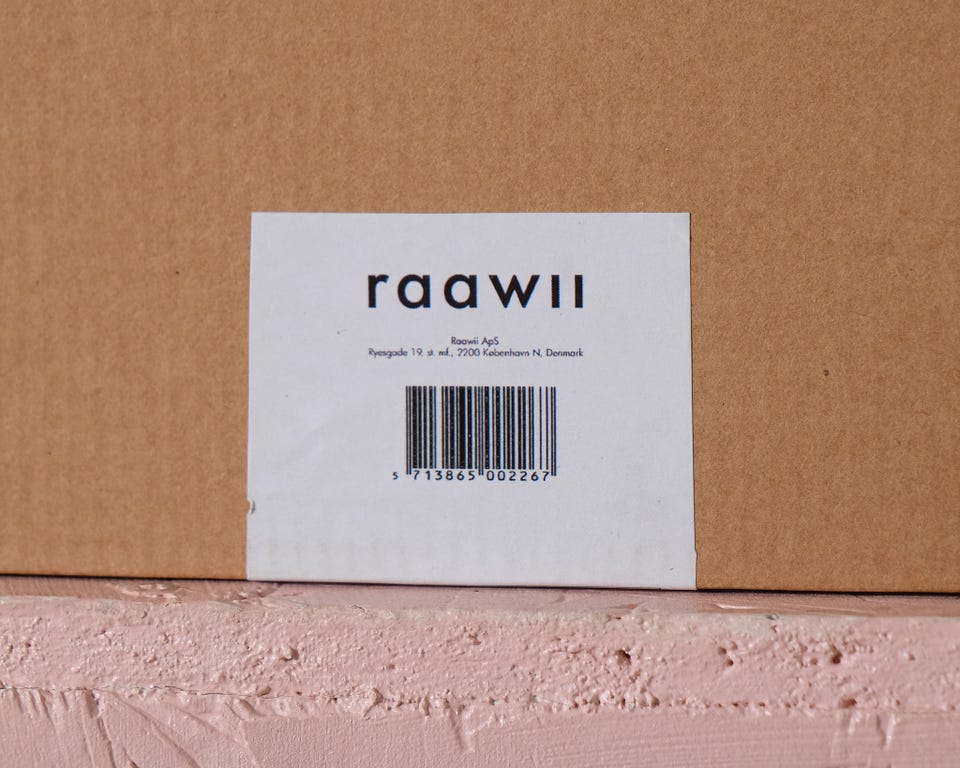 raawii
Raawii ApS
Ryesgade 19, st. mf., 2200 København N, Denmark
5 713865 002267